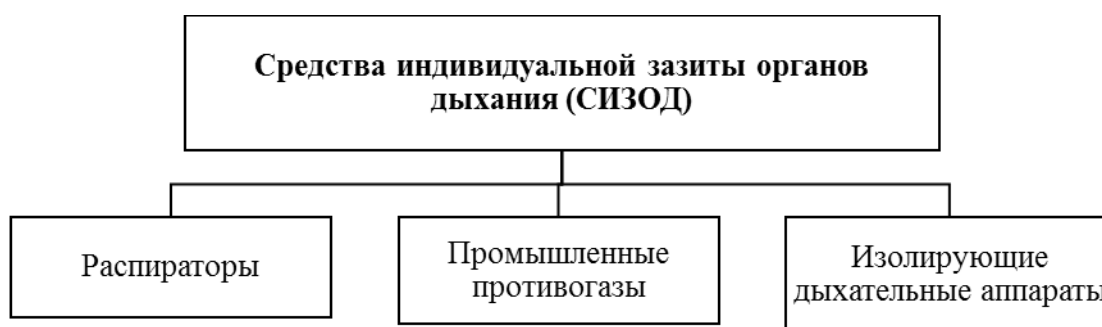 Средства индивидуальной зазиты органов
дыхания (СИЗОД)
Распираторы
Промышленные
противогазы
Изолирующие
дыхательные аппараты